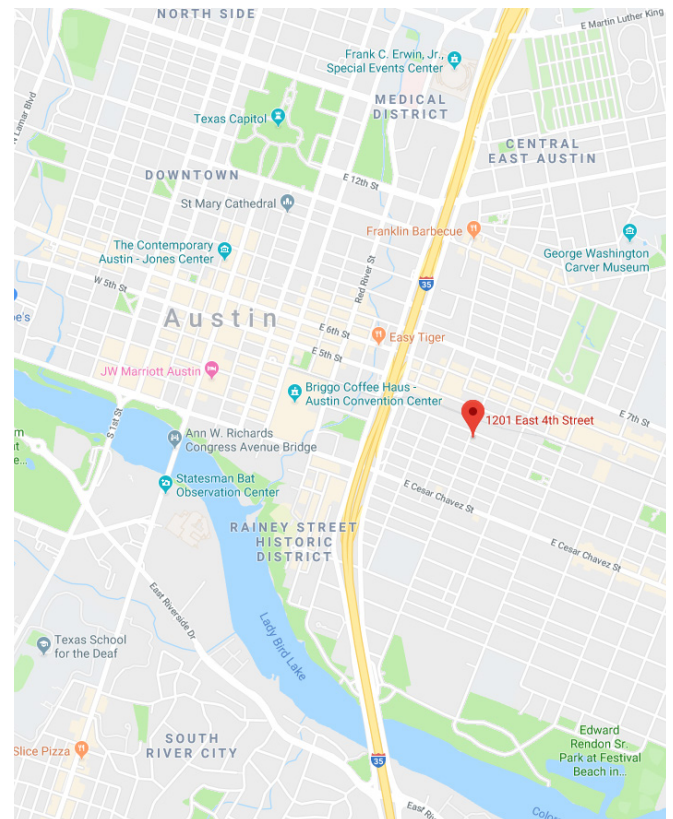 NORTH SIDE
E Martin Luther King
Frank C. Erwin, Jr.,
Special Events Center
MEDICAL
DISTRICT
N Lamar Blvd
Texas Capitol
CENTRAL
EAST AUSTIN
DOWNTOWN
E 12th St
St Mary Cathedral
Franklin Barbecue
The Contemporary
Austin - Jones Center
George Washington
Carver Museum
Red River St
W 5th St
35
Austin
E 6th St
Easy Tiger
E 5th St
JW Marriott Austin
Briggo Coffee Haus -
Austin Convention Center
S 1st St
E 7th St
1201 East 4th Street
Ann W. Richards
Congress Avenue Bridge
Statesman Bat
Observation Center
E Cesar Chavez St
RAINEY STREET
HISTORIC
DISTRICT
E Cesar Chavez St
East Riverside Dr
Lady Bird Lake
Texas School
for the Deaf
SOUTH
RIVER CITY
Slice Pizza
35
Edward
Rendon Sr.
Park at Festival
Beach in...